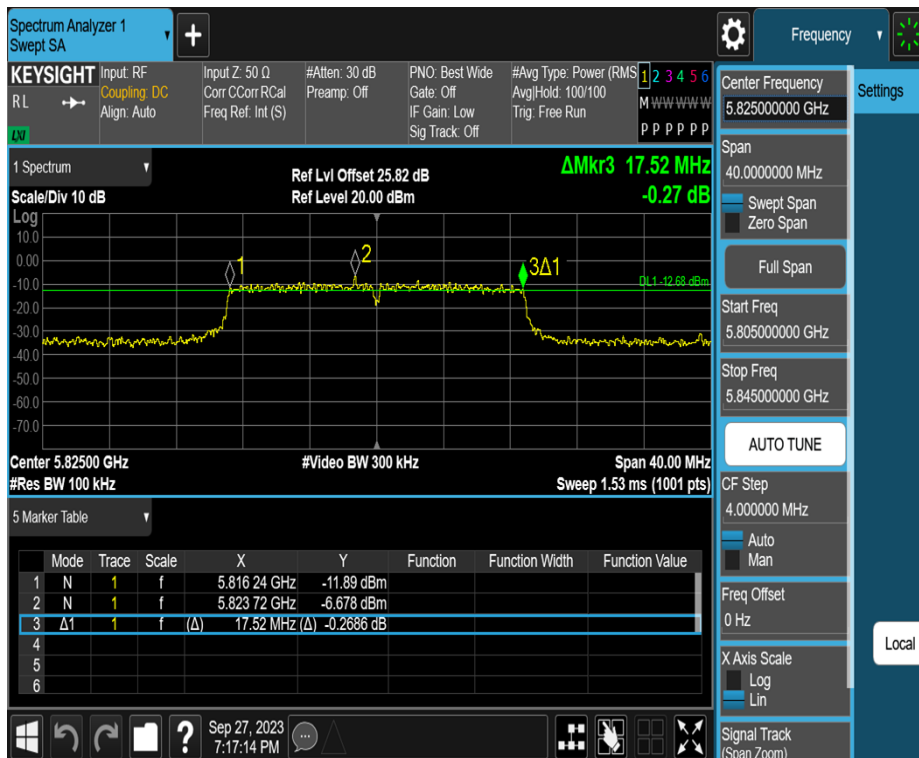 Spectrum Analyzer 1
Swept SA
+
Frequency
KEYSIGHT
RL
LXI
Input: RF
Coupling: DC
Align: Auto
Input Z: 50 Ω
Corr CCorr RCal
Freq Ref: Int (S)
#Atten: 30 dB
Preamp: Off
PNO: Best Wide
Gate: Off
IF Gain: Low
Sig Track: Off
#Avg Type: Power (RMS
Avg|Hold: 100/100
Trig: Free Run
1 2 3 4 5 6
M W W W W W
P P P P P P
1 Spectrum
Scale/Div 10 dB
Ref Lvl Offset 25.82 dB
Ref Level 20.00 dBm
ΔMkr3 17.52 MHz
-0.27 dB
Log
10.0
0.00
-10.0
-20.0
-30.0
-40.0
-50.0
-60.0
-70.0
1
2
3Δ1
DL1 -12.68 dBm
Center 5.82500 GHz
#Res BW 100 kHz
#Video BW 300 kHz
Span 40.00 MHz
Sweep 1.53 ms (1001 pts)
5 Marker Table
Mode Trace Scale X Y Function Function Width Function Value
1 N 1 f 5.816 24 GHz -11.89 dBm
2 N 1 f 5.823 72 GHz -6.678 dBm
3 Δ1 1 f (Δ) 17.52 MHz (Δ) -0.2686 dB
4
5
6
?
Sep 27, 2023
7:17:14 PM
Center Frequency
5.825000000 GHz
Span
40.0000000 MHz
Swept Span
Zero Span
Full Span
Start Freq
5.805000000 GHz
Stop Freq
5.845000000 GHz
AUTO TUNE
CF Step
4.000000 MHz
Auto
Man
Freq Offset
0 Hz
X Axis Scale
Log
Lin
Signal Track
(Span Zoom)
Settings
Local